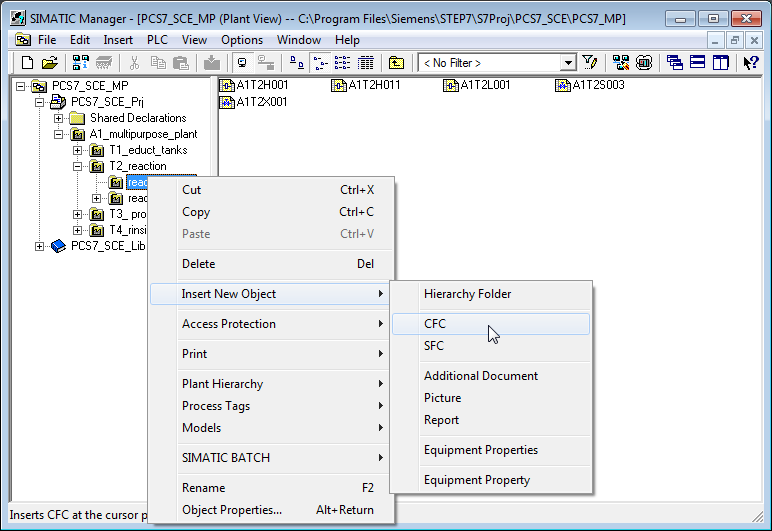 SIMATIC Manager - [PCS7_SCE_MP (Plant View) -- C:\Program Files\Siemens\STEP7\S7Proj\PCS7_SCE\PCS7_MP]
File Edit Insert PLC View Options Window Help
< No Filter >
PCS7_SCE_MP
PCS7_SCE_Prj
Shared Declarations
A1_multipurpose_plant
T1_educt_tanks
T2_reaction
reac
reac
T3_ pro
T4_rinsi
PCS7_SCE_Lib
A1T2H001 A1T2H011 A1T2L001 A1T2S003
A1T2X001
Cut Ctrl+X
Copy Ctrl+C
Paste Ctrl+V
Delete Del
Insert New Object
Access Protection
Print
Plant Hierarchy
Process Tags
Models
SIMATIC BATCH
Rename F2
Object Properties... Alt+Return
Hierarchy Folder
CFC
SFC
Additional Document
Picture
Report
Equipment Properties
Equipment Property
Inserts CFC at the cursor p